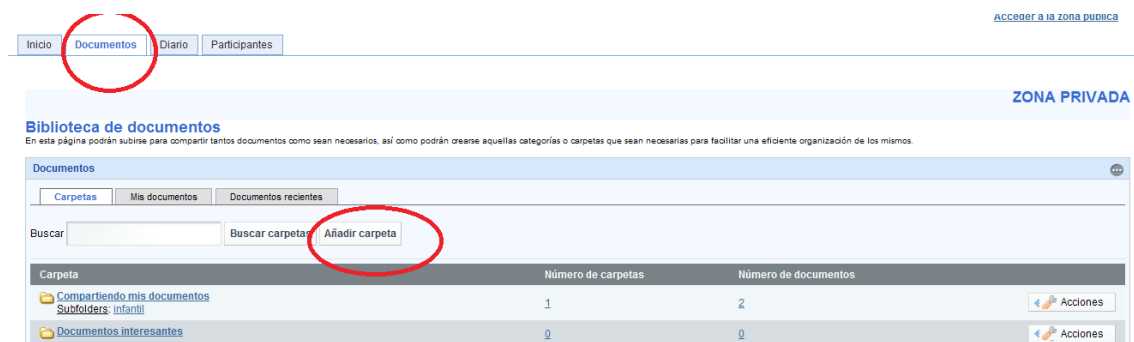 Acceder a la zona pública
Inicio Documentos Diario Participantes
ZONA PRIVADA
Biblioteca de documentos
En esta página podrán subirse para compartir tantos documentos como sean necesarios, así como podrán crearse aquellas categorías o carpetas que sean necesarias para facilitar una eficiente organización de los mismos.
Documentos
Carpetas Mis documentos Documentos recientes
Buscar Buscar carpetas Añadir carpeta
Carpeta Número de carpetas Número de documentos
Compartiendo mis documentos 1 2 Acciones
Subfolders: infantil
Documentos interesantes 0 0 Acciones